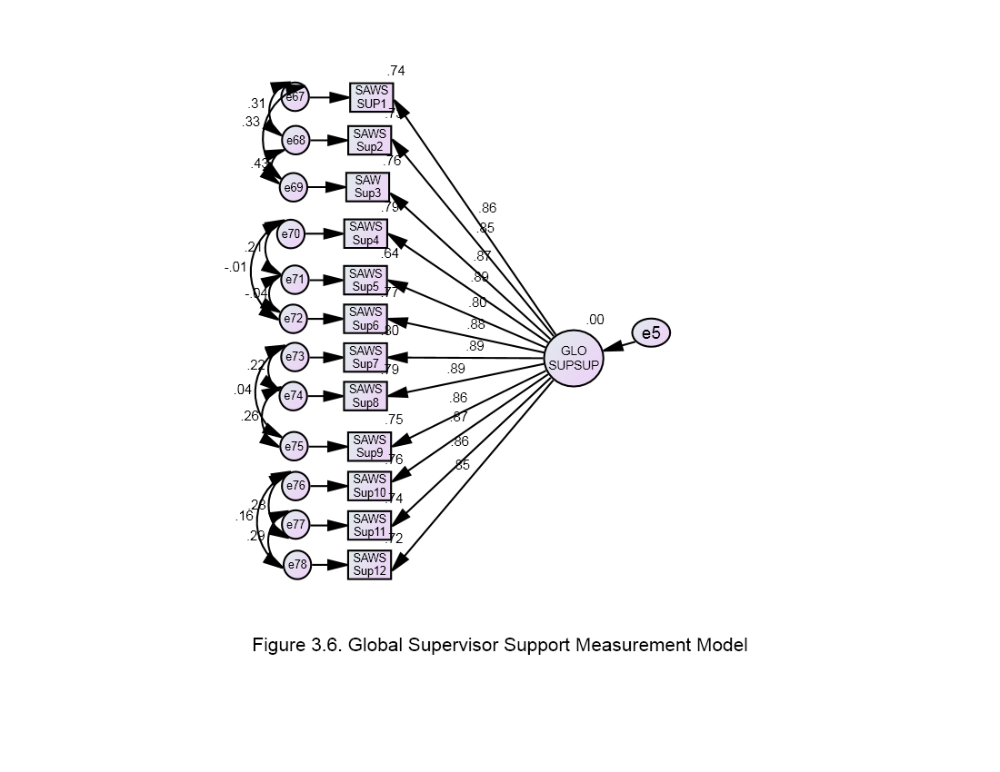 .74
SAWS
SUP1
e67
.31
.33
SAWS
Sup2
e68
.76
.43
SAW
Sup3
e69
.79
SAWS
Sup4
e70
.21
-.01
.64
SAWS
Sup5
e71
-.04
.77
SAWS
Sup6
e72
.80
SAWS
Sup7
e73
.22
.79
.04
SAWS
Sup8
e74
.26
.75
SAWS
Sup9
e75
.76
SAWS
Sup10
e76
.28
.16
.74
SAWS
Sup11
e77
.29
.72
SAWS
Sup12
e78
.86
.85
.87
.89
.80
.88
.89
.89
.86
.87
.86
.85
.00
GLO
SUPSUP
e5
Figure 3.6. Global Supervisor Support Measurement Model